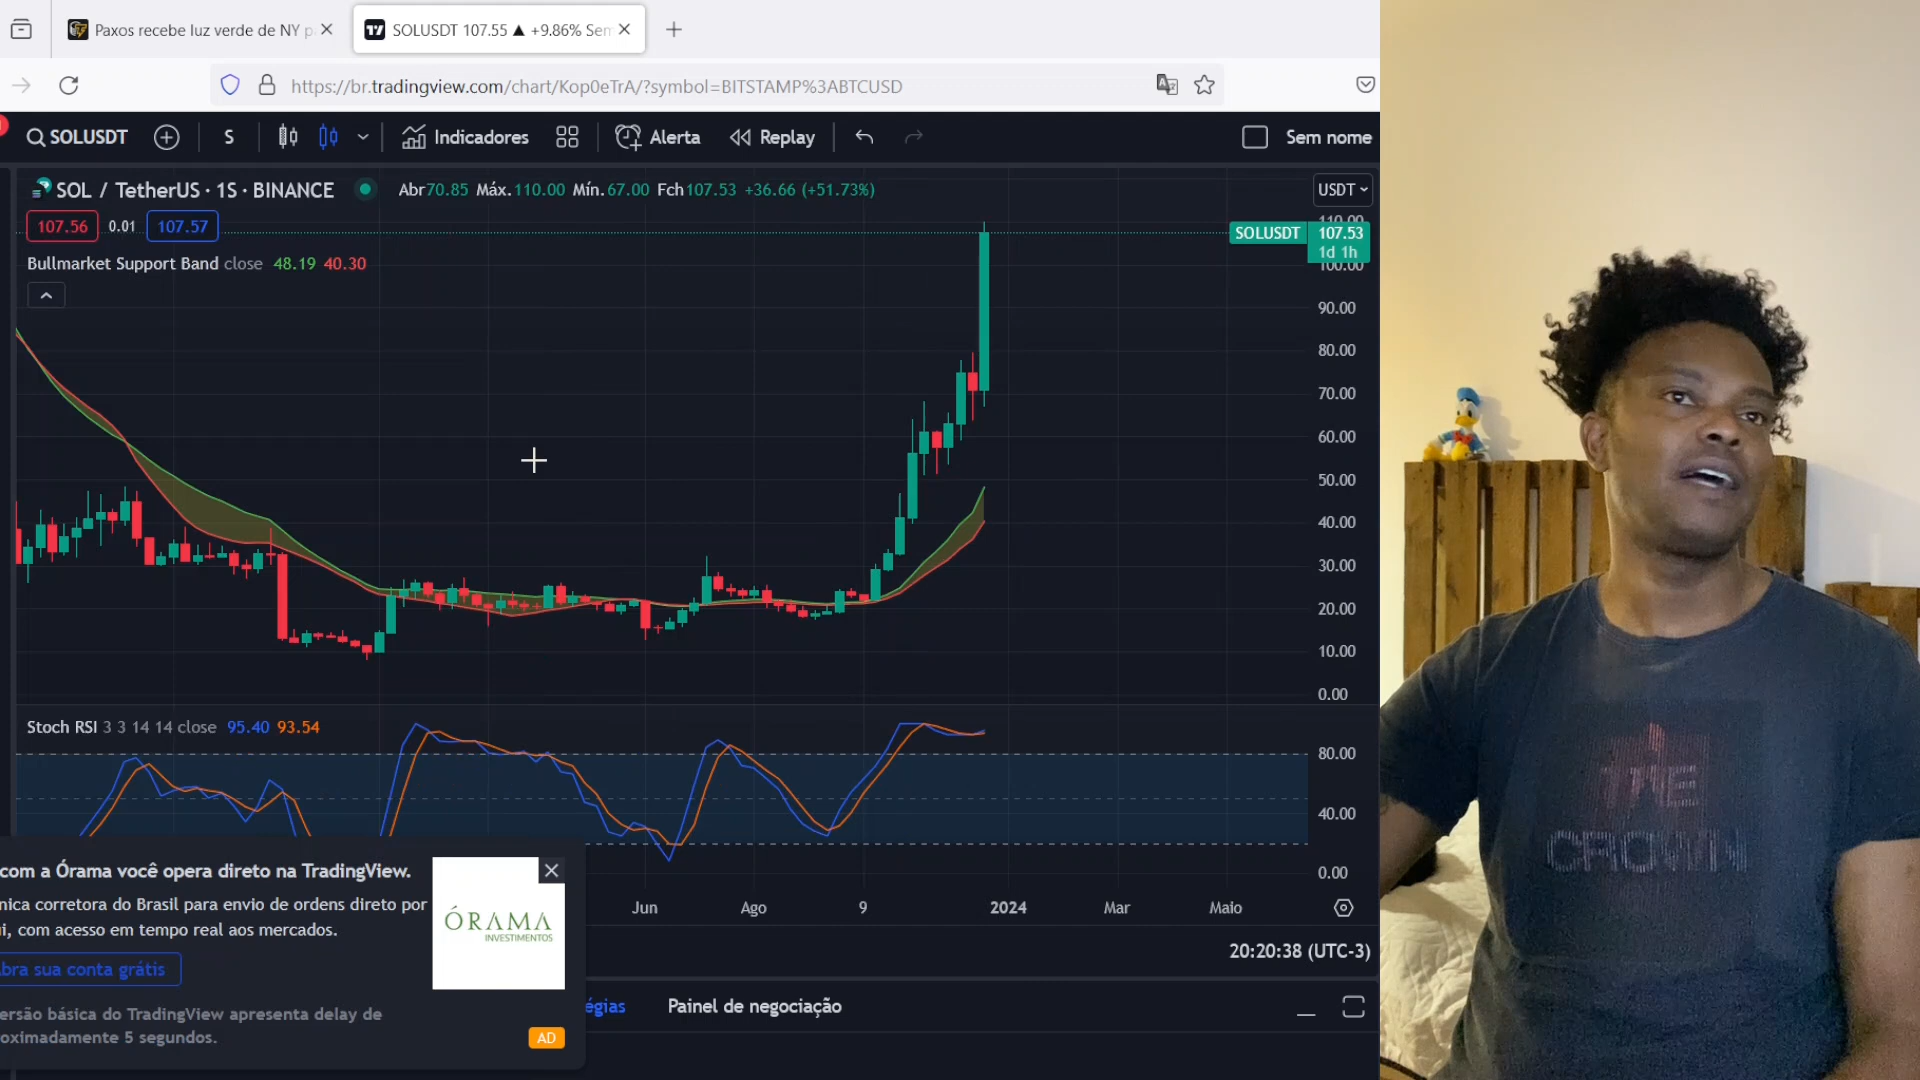 Paxos recebe luz verde de NY p
SOLUSDT 107.55 ▲ +9.86% Sem
https://br.tradingview.com/chart/Kop0eTrA/?symbol=BITSTAMP%3ABTCUSD
SOLUSDT
S
Indicadores
Alerta
Replay
Sem nome
SOL / TetherUS · 1S · BINANCE
Abr70.85 Máx.110.00 Mín.67.00 Fch107.53 +36.66 (+51.73%)
USDT
107.56
0.01
107.57
110.00
SOLUSDT
107.53
1d 1h
Bullmarket Support Band close 48.19 40.30
100.00
90.00
80.00
70.00
60.00
50.00
40.00
30.00
20.00
10.00
0.00
Stoch RSI 3 3 14 14 close 95.40 93.54
80.00
40.00
0.00
Jun
Ago
9
2024
Mar
Maio
20:20:38 (UTC-3)
com a Órama você opera direto na TradingView.
nica corretora do Brasil para envio de ordens direto por
i, com acesso em tempo real aos mercados.
bra sua conta grátis
ersão básica do TradingView apresenta delay de
oximadamente 5 segundos.
ÓRAMA
INVESTIMENTOS
AD
égias
Painel de negociação
THE
CROWN